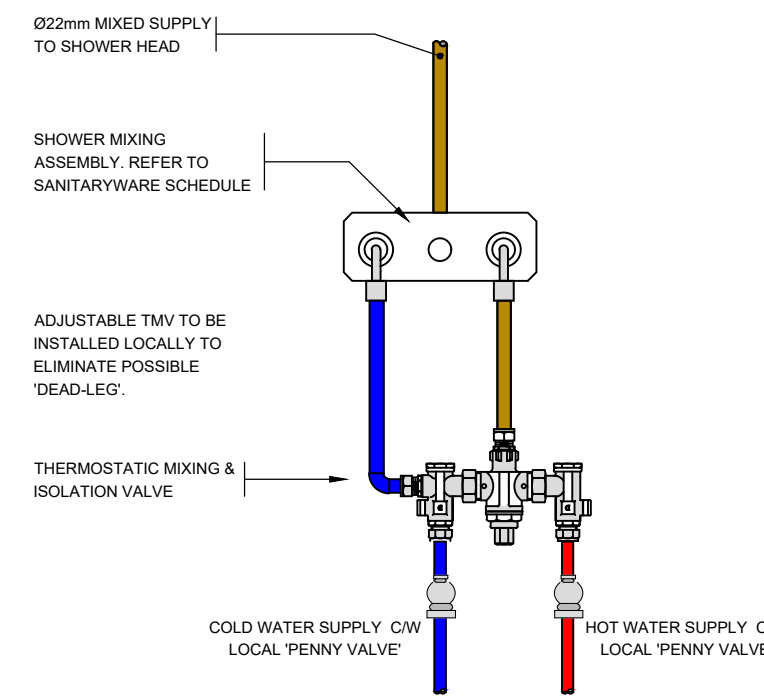 Ø22mm MIXED SUPPLY
TO SHOWER HEAD
SHOWER MIXING
ASSEMBLY. REFER TO
SANITARYWARE SCHEDULE
ADJUSTABLE TMV TO BE
INSTALLED LOCALLY TO
ELIMINATE POSSIBLE
'DEAD-LEG'.
THERMOSTATIC MIXING &
ISOLATION VALVE
COLD WATER SUPPLY C/W
LOCAL 'PENNY VALVE'
HOT WATER SUPPLY
LOCAL 'PENNY VALVE